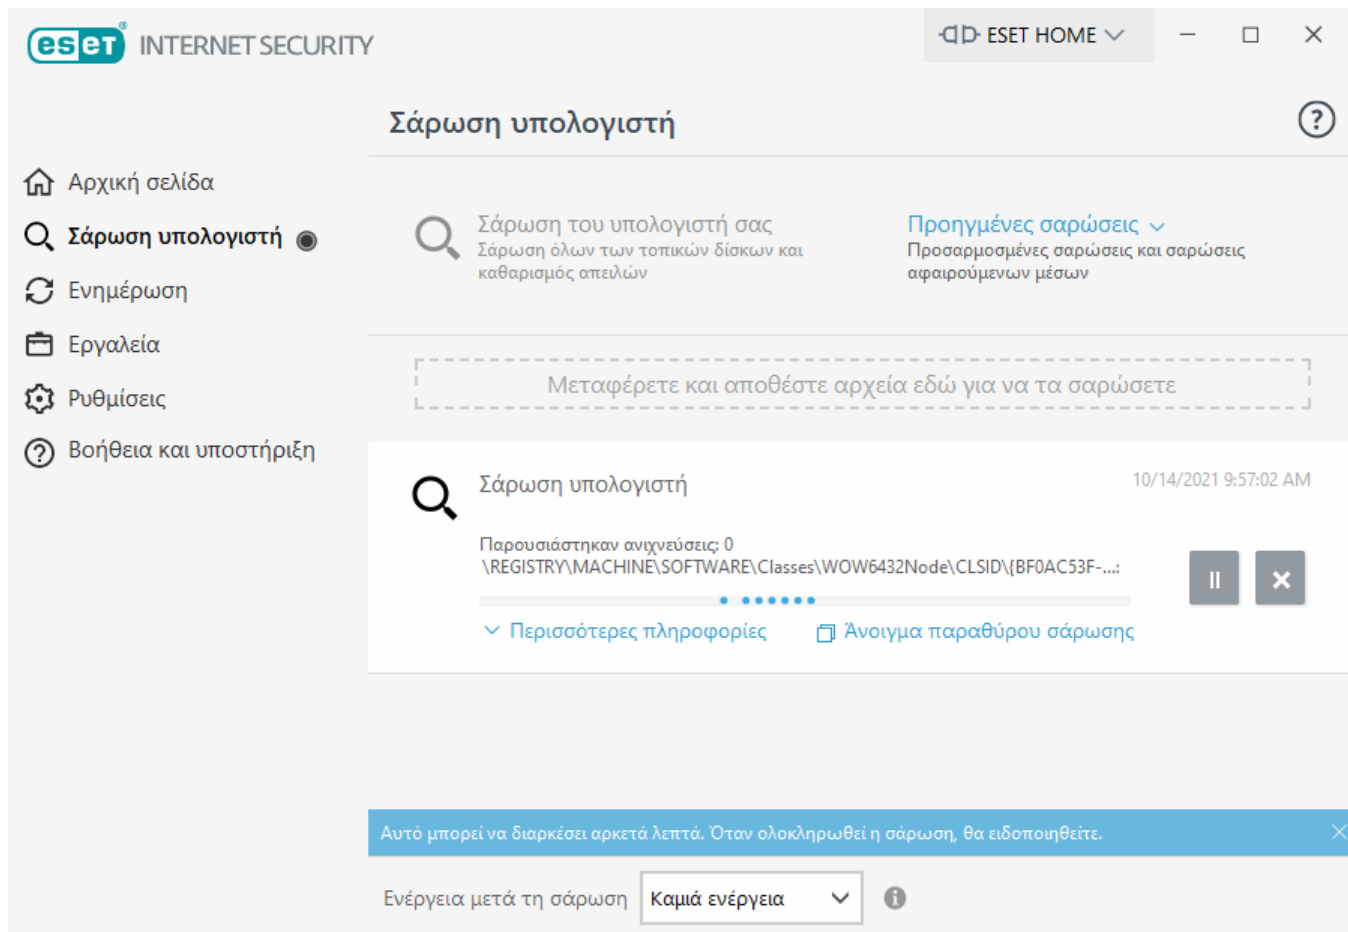 eset® INTERNET SECURITY
ESET HOME
Σάρωση υπολογιστή
Αρχική σελίδα
Σάρωση υπολογιστή
Ενημέρωση
Εργαλεία
Ρυθμίσεις
Βοήθεια και υποστήριξη
Σάρωση του υπολογιστή σας
Σάρωση όλων των τοπικών δίσκων και
καθαρισμός απειλών
Προηγμένες σαρώσεις
Προσαρμοσμένες σαρώσεις και σαρώσεις
αφαιρούμενων μέσων
Μεταφέρετε και αποθέστε αρχεία εδώ για να τα σαρώσετε
Σάρωση υπολογιστή
10/14/2021 9:57:02 AM
Παρουσιάστηκαν ανιχνεύσεις: 0
\REGISTRY\MACHINE\SOFTWARE\Classes\WOW6432Node\CLSID\{BF0AC53F-...:
Περισσότερες πληροφορίες
Άνοιγμα παραθύρου σάρωσης
Αυτό μπορεί να διαρκέσει αρκετά λεπτά. Όταν ολοκληρωθεί η σάρωση, θα ειδοποιηθείτε.
Ενέργεια μετά τη σάρωση
Καμιά ενέργεια